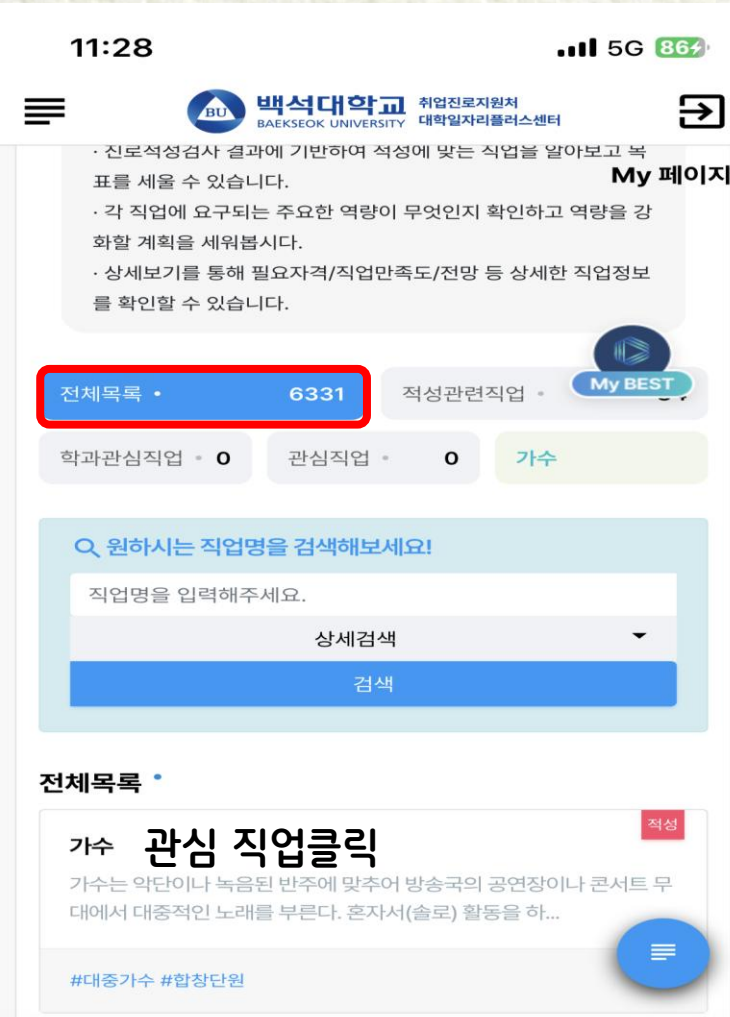 11:28 5G 86
BU 백석대학교 취업진로지원처
BAEKSEOK UNIVERSITY 대학일자리플러스센터
· 진로적성검사 결과에 기반하여 적성에 맞는 직업을 알아보고 목
표를 세울 수 있습니다.
My 페이지
· 각 직업에 요구되는 주요한 역량이 무엇인지 확인하고 역량을 강
화할 계획을 세워봅시다.
· 상세보기를 통해 필요자격/직업만족도/전망 등 상세한 직업정보
를 확인할 수 있습니다.
전체목록 • 6331 적성관련직업 •
My BEST
학과관심직업 • 0 관심직업 • 0 가수
원하시는 직업명을 검색해보세요!
직업명을 입력해주세요.
상세검색
검색
전체목록 •
적성
가수 관심 직업클릭
가수는 악단이나 녹음된 반주에 맞추어 방송국의 공연장이나 콘서트 무
대에서 대중적인 노래를 부른다. 혼자서(솔로) 활동을 하...
#대중가수 #합창단원